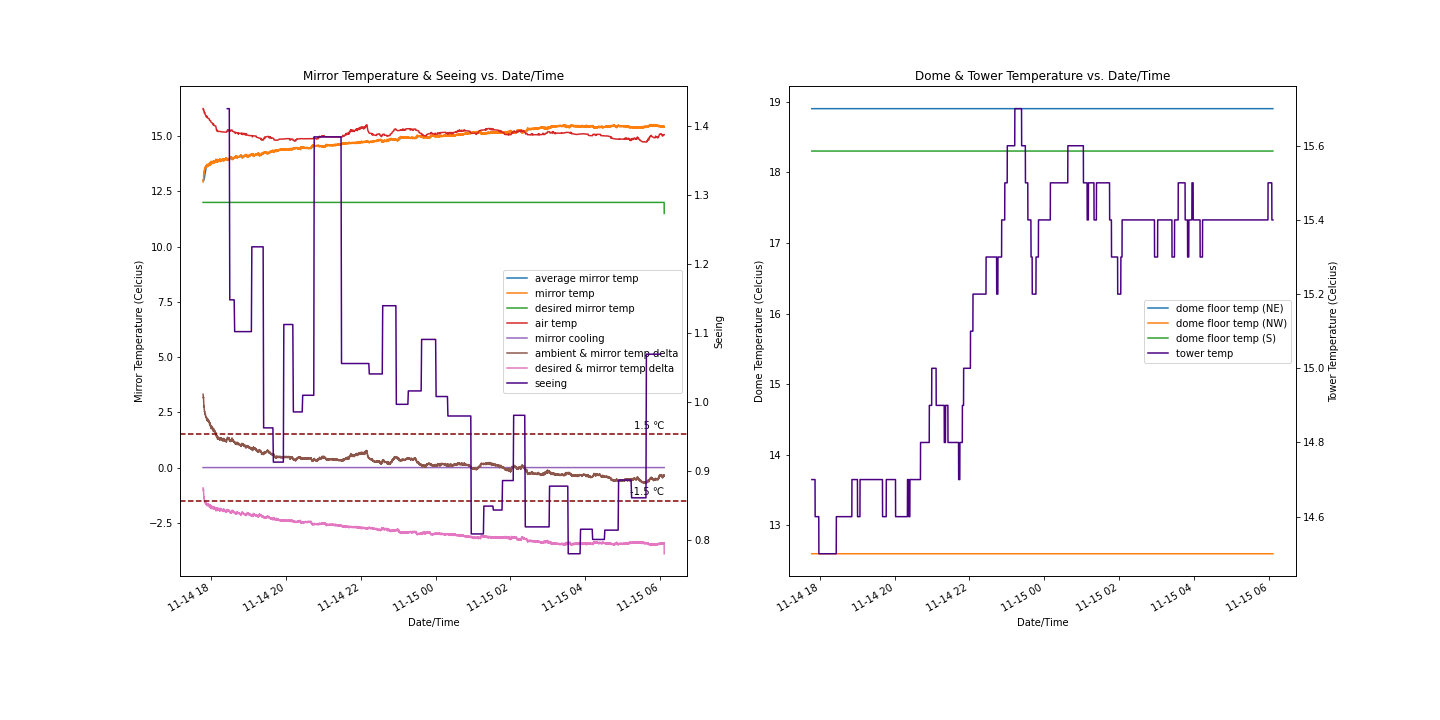 Mirror Temperature & Seeing vs. Date/Time
Mirror Temperature (Celcius)
15.0
12.5
10.0
7.5
5.0
2.5
0.0
−2.5
1.4
1.3
1.2
1.1
1.0
0.9
0.8
Seeing
average mirror temp
mirror temp
desired mirror temp
air temp
mirror cooling
ambient & mirror temp delta
desired & mirror temp delta
seeing
1.5 °C
-1.5 °C
11-14 18
11-14 20
11-14 22
11-15 00
11-15 02
11-15 04
11-15 06
Date/Time
Dome & Tower Temperature vs. Date/Time
Dome Temperature (Celcius)
19
18
17
16
15
14
13
15.6
15.4
15.2
15.0
14.8
14.6
Tower Temperature (Celcius)
dome floor temp (NE)
dome floor temp (NW)
dome floor temp (S)
tower temp
11-14 18
11-14 20
11-14 22
11-15 00
11-15 02
11-15 04
11-15 06
Date/Time